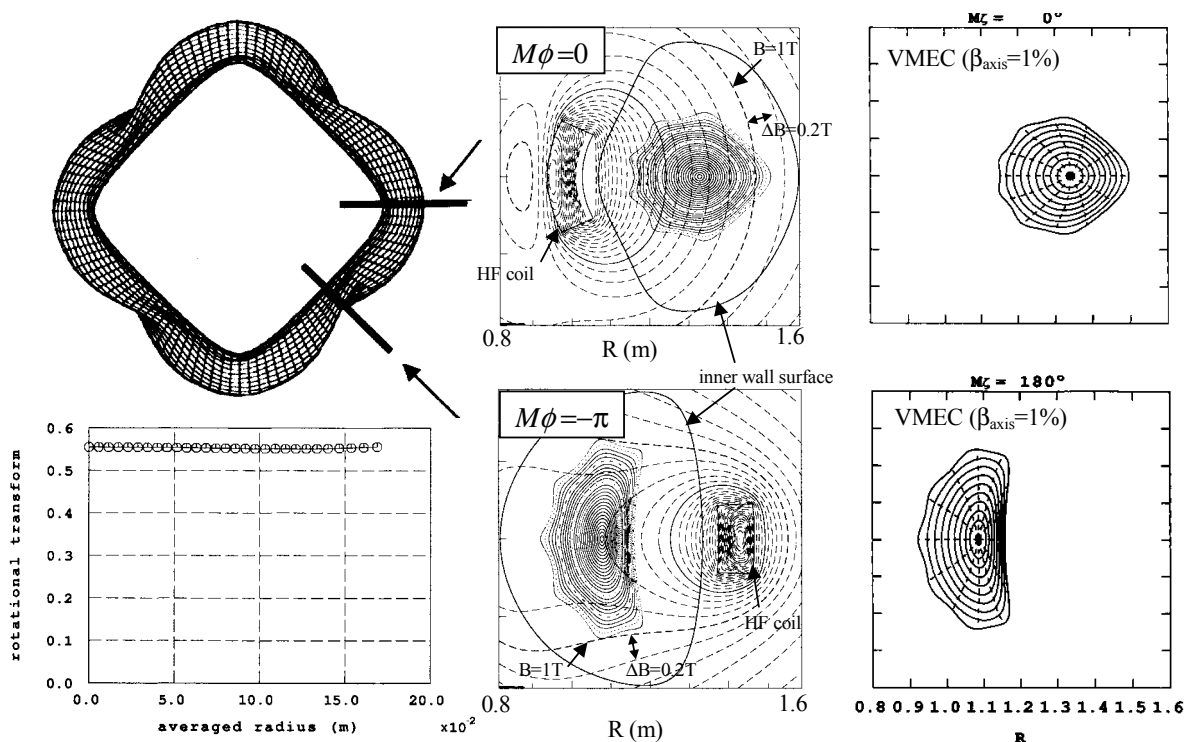 Mϕ=0
B=1T
ΔB=0.2T
HF coil
0.8
1.6
R (m)
inner wall surface
Mζ = 0°
VMEC (βaxis=1%)
Mϕ=−π
B=1T
ΔB=0.2T
HF coil
0.8
1.6
R (m)
Mζ = 180°
VMEC (βaxis=1%)
0.8 0.9 1.0 1.1 1.2 1.3 1.4 1.5 1.6
R
rotational transform
0.6
0.5
0.4
0.3
0.2
0.1
0.0
0.0 5.0 10.0 15.0 20.0
averaged radius (m) x10⁻²